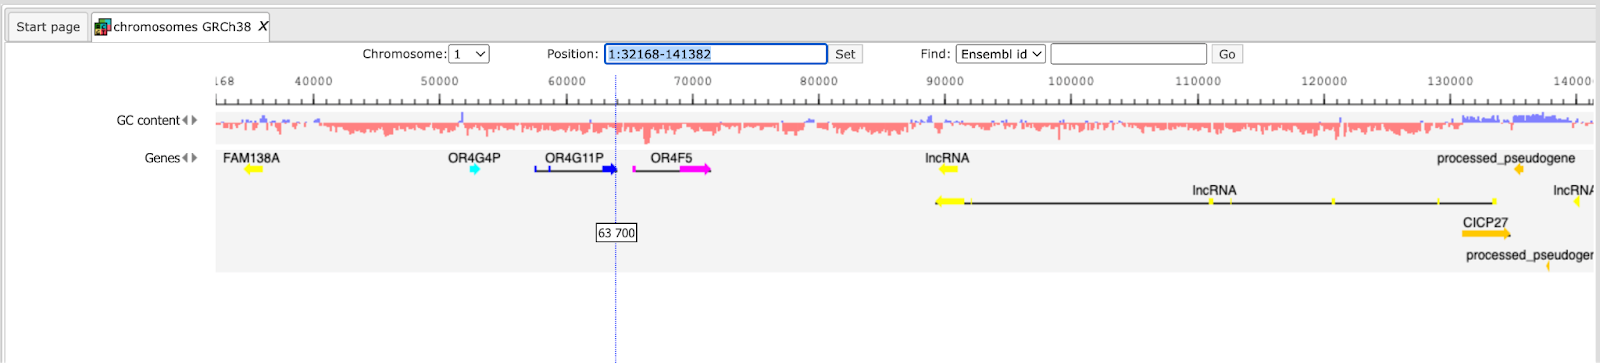 Start page chromosomes GRCh38 X
Chromosome: 1 Position: 1:32168-141382 Set Find: Ensembl id Go
168 40000 50000 60000 70000 80000 90000 100000 110000 120000 130000 14000
GC content
Genes FAM138A OR4G4P OR4G11P OR4F5 lncRNA processed_pseudogene
lncRNA lncRNA
CICP27
63 700
processed_pseudoger